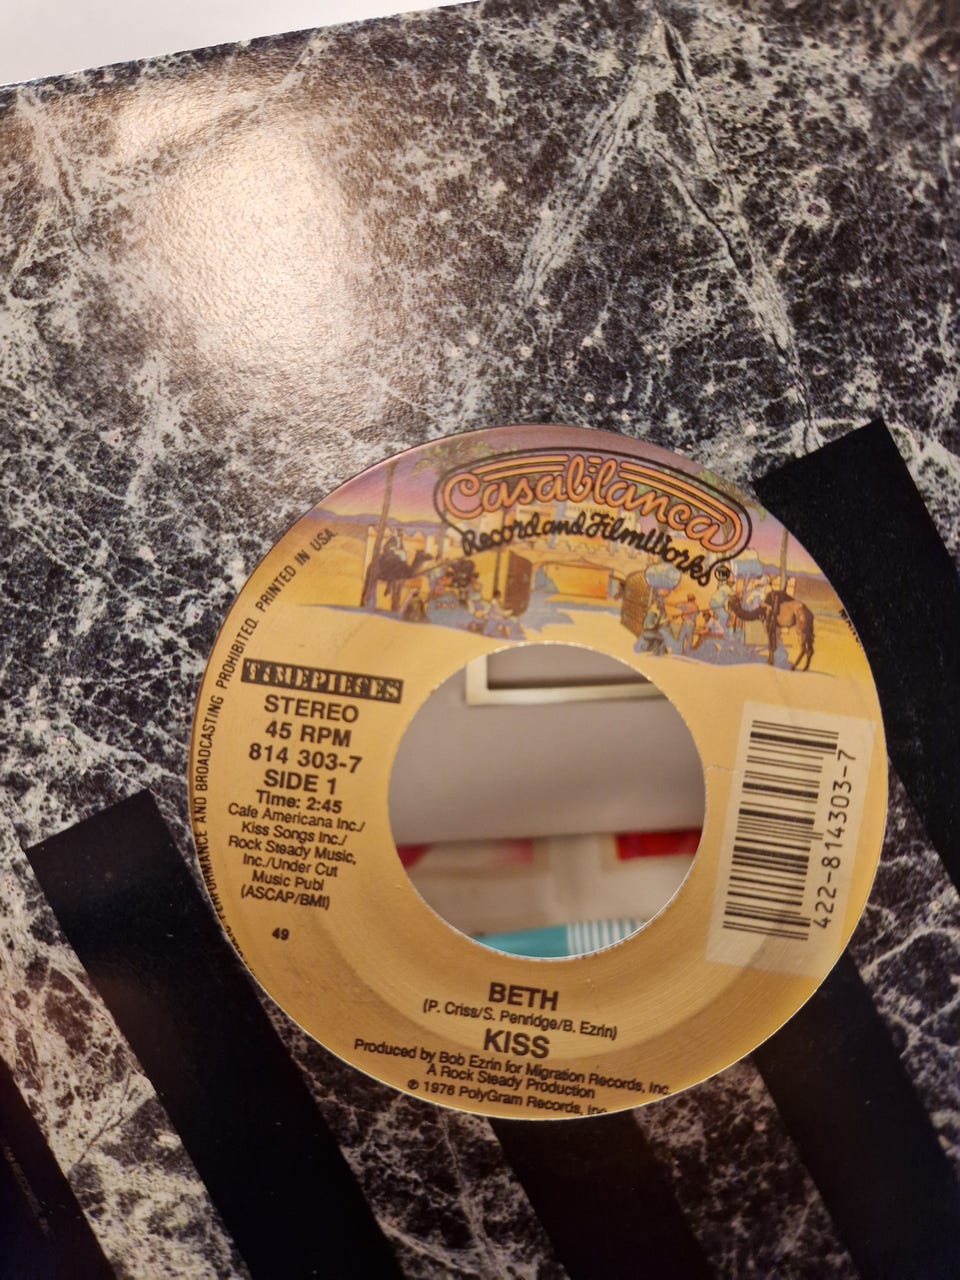 Casablanca
Record and FilmWorks™
PERFORMANCE AND BROADCASTING PROHIBITED. PRINTED IN USA.
TIMEPIECES
STEREO
45 RPM
814 303-7
SIDE 1
Time: 2:45
Cafe Americana Inc./
Kiss Songs Inc./
Rock Steady Music,
Inc./Under Cut
Music Publ
(ASCAP/BMI)
49
422-814303-7
BETH
(P. Criss/S. Penridge/B. Ezrin)
KISS
Produced by Bob Ezrin for Migration Records, Inc.
A Rock Steady Production
℗ 1976 PolyGram Records, Inc.